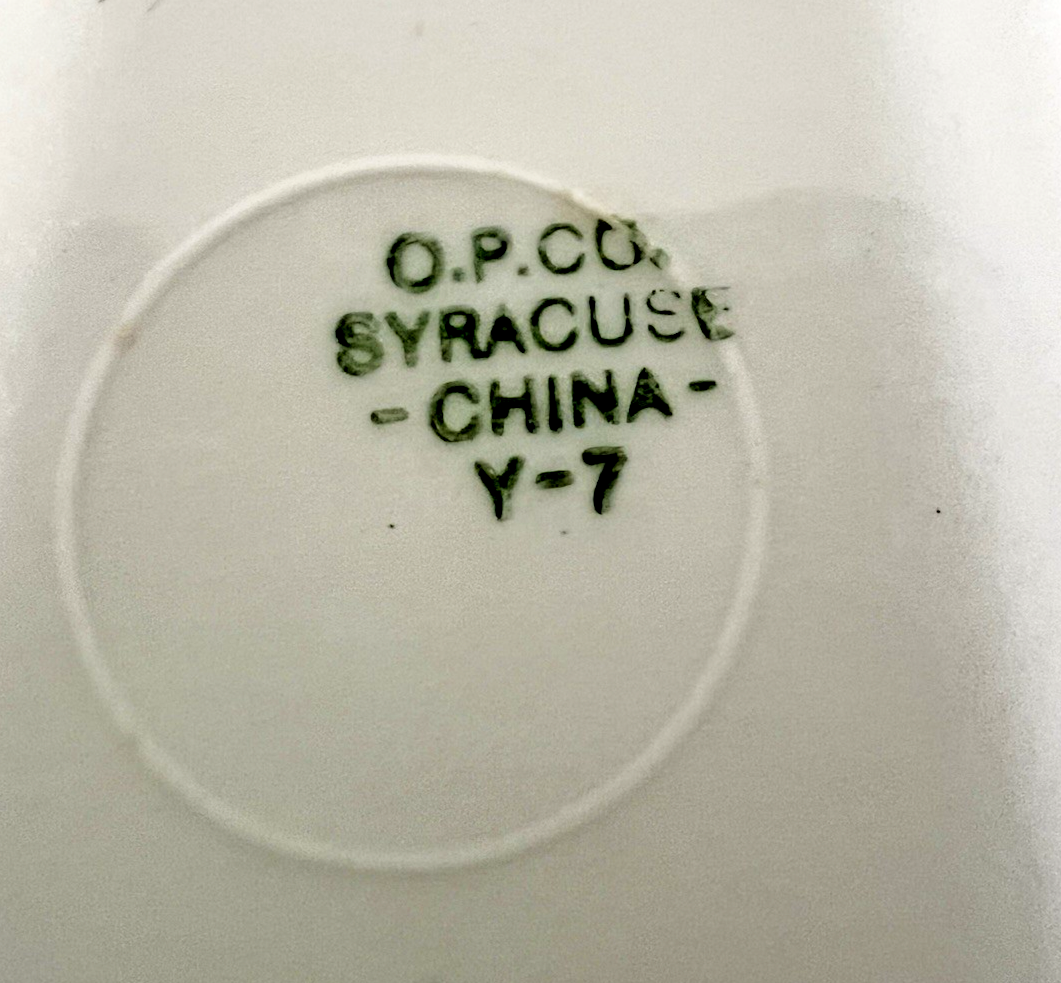 O.P.CO.
SYRACUSE
- CHINA -
Y-7